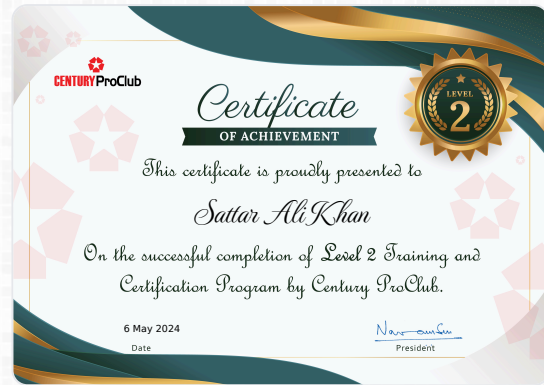 CENTURY ProClub
Certificate
OF ACHIEVEMENT
LEVEL
2
This certificate is proudly presented to
Sattar Ali Khan
On the successful completion of Level 2 Training and
Certification Program by Century ProClub.
6 May 2024
Date
President